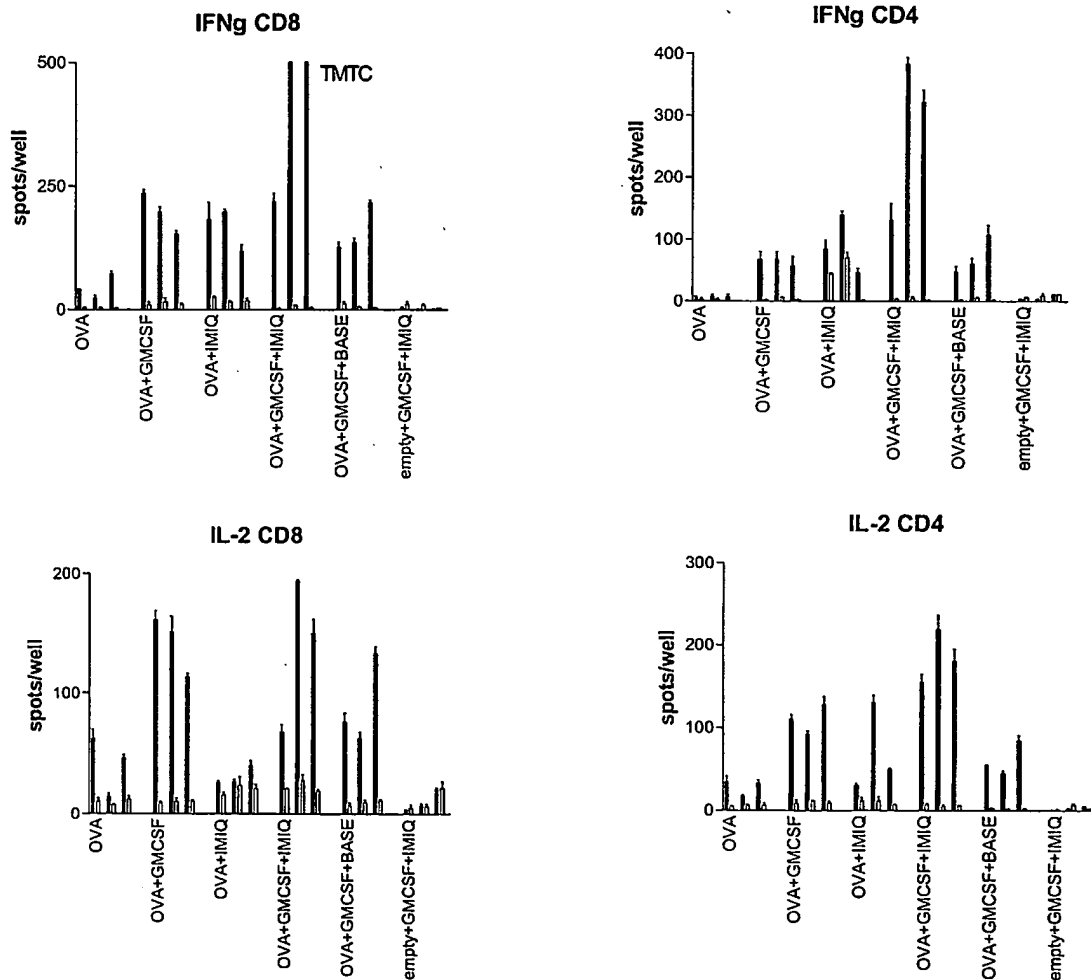 IFNg CD8
500
250
0
spots/well
TMTC
OVA
OVA+GMCSF
OVA+IMIQ
OVA+GMCSF+IMIQ
OVA+GMCSF+BASE
empty+GMCSF+IMIQ
IFNg CD4
400
300
200
100
0
spots/well
OVA
OVA+GMCSF
OVA+IMIQ
OVA+GMCSF+IMIQ
OVA+GMCSF+BASE
empty+GMCSF+IMIQ
IL-2 CD8
200
100
0
spots/well
OVA
OVA+GMCSF
OVA+IMIQ
OVA+GMCSF+IMIQ
OVA+GMCSF+BASE
empty+GMCSF+IMIQ
IL-2 CD4
300
200
100
0
spots/well
OVA
OVA+GMCSF
OVA+IMIQ
OVA+GMCSF+IMIQ
OVA+GMCSF+BASE
empty+GMCSF+IMIQ